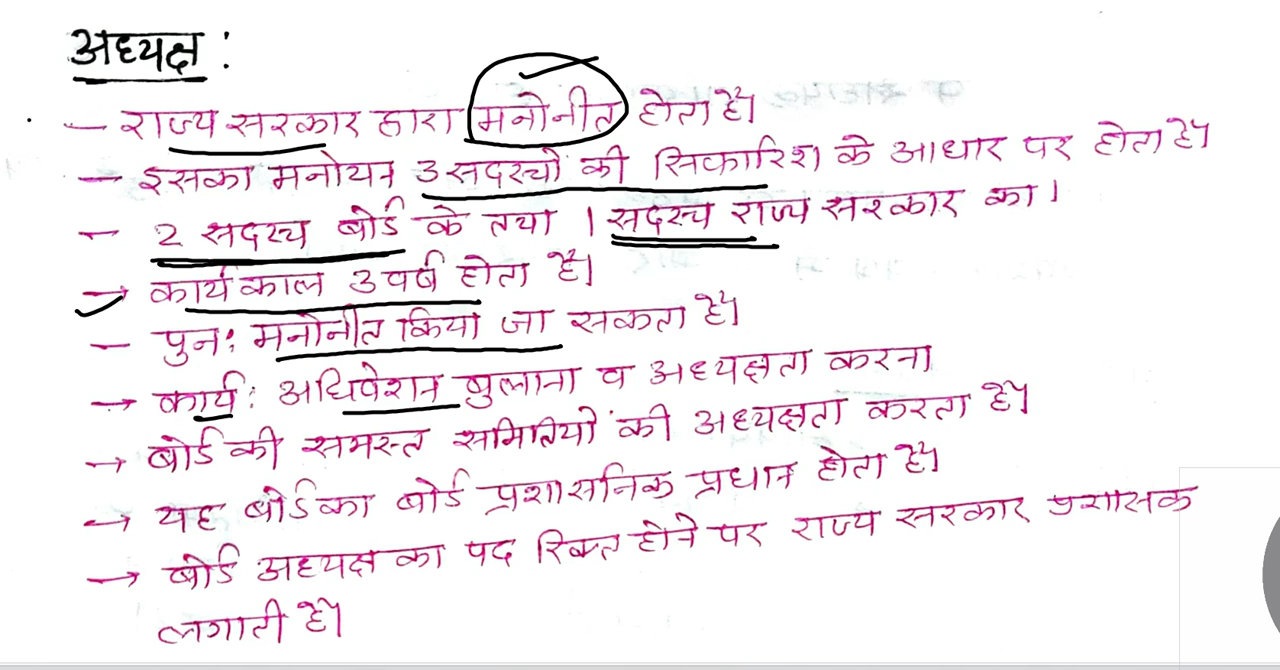 अध्यक्ष :
- राज्य सरकार द्वारा मनोनीत होता है।
- इसका मनोयन 3 सदस्यों की सिफारिश के आधार पर होता है।
- 2 सदस्य बोर्ड के तथा 1 सदस्य राज्य सरकार का।
→ कार्यकाल 3 वर्ष होता है।
- पुनः मनोनीत किया जा सकता है।
→ कार्य : अधिवेशन बुलाना व अध्यक्षता करना
→ बोर्ड की समस्त समितियों की अध्यक्षता करता है।
→ यह बोर्ड का बोर्ड प्रशासनिक प्रधान होता है।
→ बोर्ड अध्यक्ष का पद रिक्त होने पर राज्य सरकार प्रशासक
लगाती है।